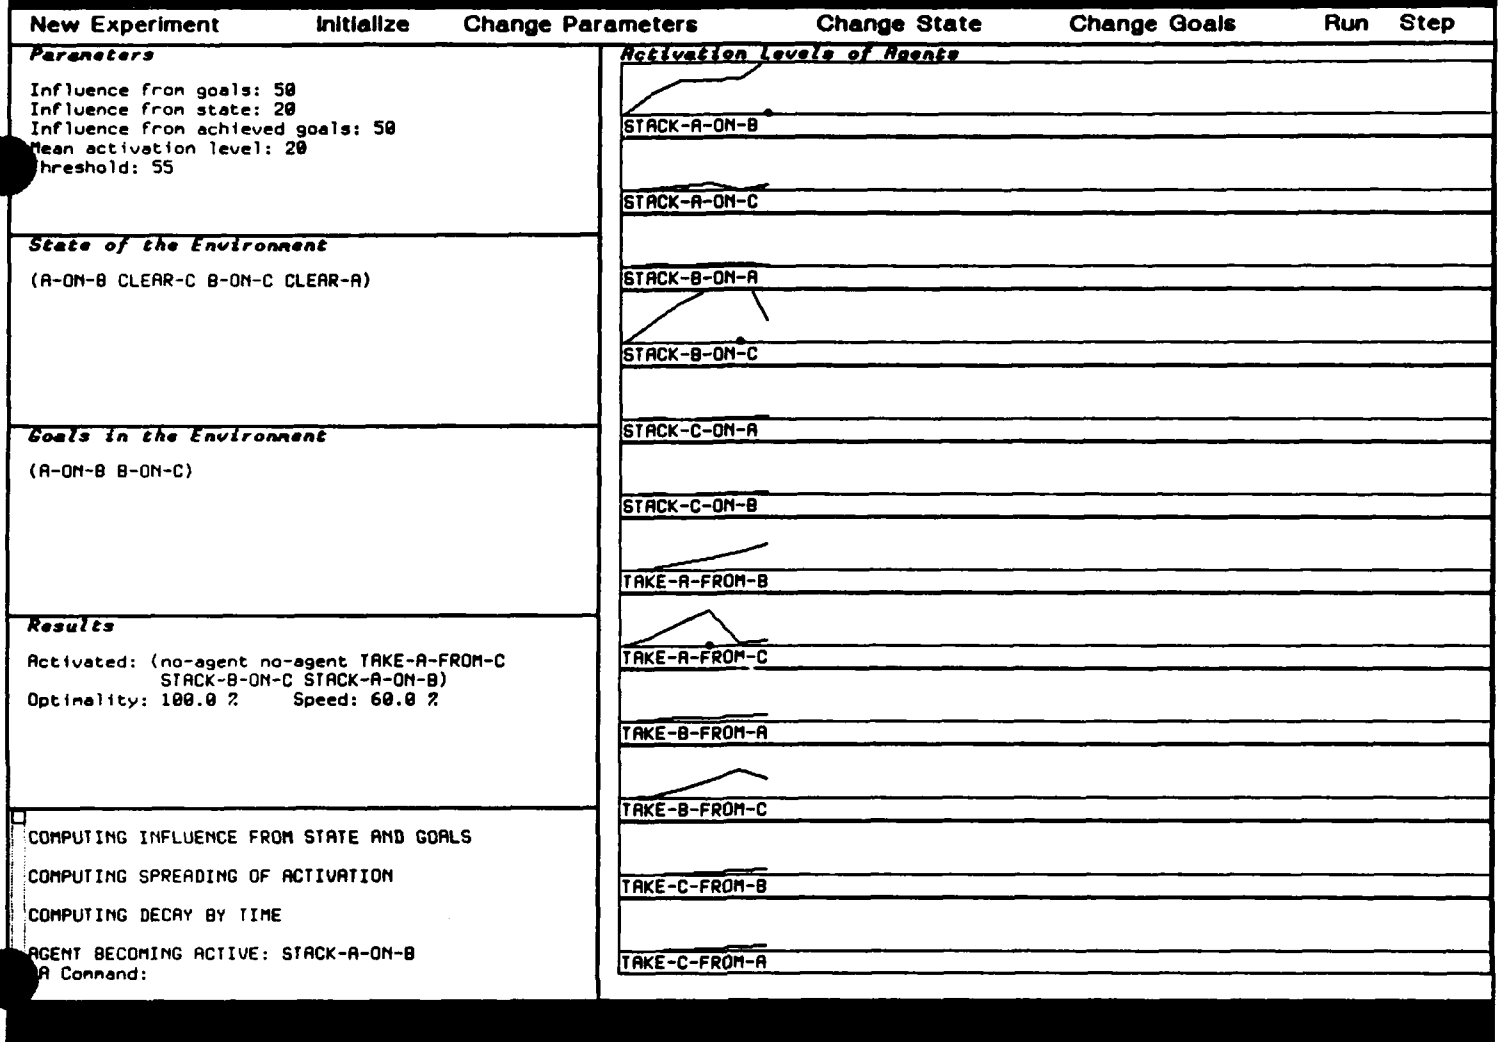 New Experiment Initialize Change Parameters Change State Change Goals Run Step
Parameters
Influence from goals: 50
Influence from state: 20
Influence from achieved goals: 50
Mean activation level: 20
hreshold: 55
State of the Environment
(A-ON-B CLEAR-C B-ON-C CLEAR-A)
Goals in the Environment
(A-ON-B B-ON-C)
Results
Activated: (no-agent no-agent TAKE-A-FROM-C
STACK-B-ON-C STACK-A-ON-B)
Optimality: 100.0 % Speed: 60.0 %
COMPUTING INFLUENCE FROM STATE AND GOALS
COMPUTING SPREADING OF ACTIVATION
COMPUTING DECAY BY TIME
AGENT BECOMING ACTIVE: STACK-A-ON-B
A Command:
Activation Levels of Agents
STACK-A-ON-B
STACK-A-ON-C
STACK-B-ON-A
STACK-B-ON-C
STACK-C-ON-A
STACK-C-ON-B
TAKE-A-FROM-B
TAKE-A-FROM-C
TAKE-B-FROM-A
TAKE-B-FROM-C
TAKE-C-FROM-B
TAKE-C-FROM-A